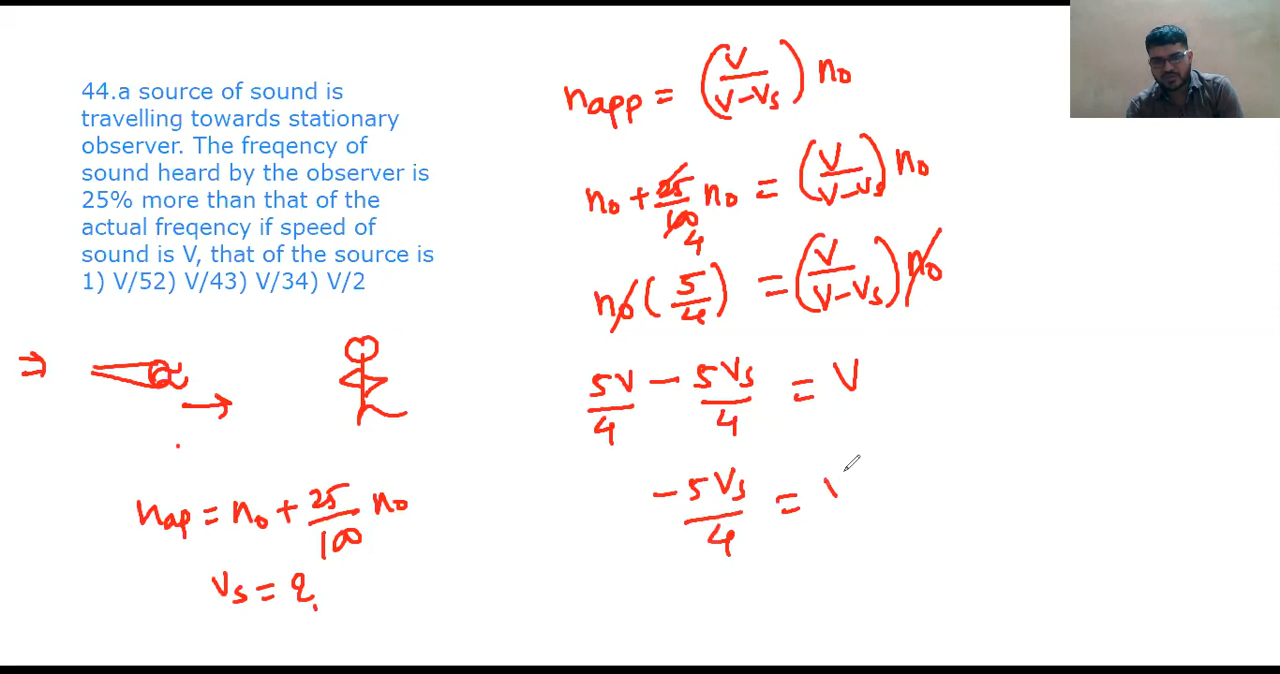 44.a source of sound is
travelling towards stationary
observer. The freqency of
sound heard by the observer is
25% more than that of the
actual freqency if speed of
sound is V, that of the source is
1) V/52) V/43) V/34) V/2
⇒
nap = n0 + 25/100 n0
Vs = ?
napp = (V/V-Vs) n0
n0 + 25/100 n0 = (V/V-Vs) n0
4
n0 (5/4) = (V/V-Vs) n0
5V/4 - 5Vs/4 = V
-5Vs/4 =